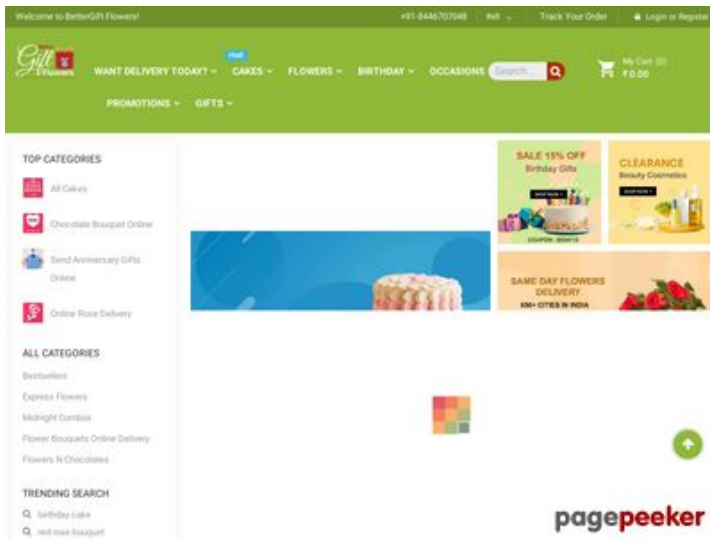 Welcome to BetterGift Flowers!
+91-8446707048
INR
Track Your Order
Login or Register
Gift
& Flowers
WANT DELIVERY TODAY?
CAKES
FLOWERS
BIRTHDAY
OCCASIONS
Search...
My Cart (0)
₹0.00
PROMOTIONS
GIFTS
TOP CATEGORIES
All Cakes
Chocolate Bouquet Online
Send Anniversary Gifts
Online
Online Rose Delivery
ALL CATEGORIES
Bestsellers
Express Flowers
Midnight Combos
Flower Bouquets Online Delivery
Flowers N Chocolates
TRENDING SEARCH
birthday cake
red rose bouquet
SALE 15% OFF
Birthday Gifts
SHOP NOW
CLEARANCE
Beauty Cosmetics
SHOP NOW
SAME DAY FLOWERS
DELIVERY
CITIES IN INDIA
pagepeeker